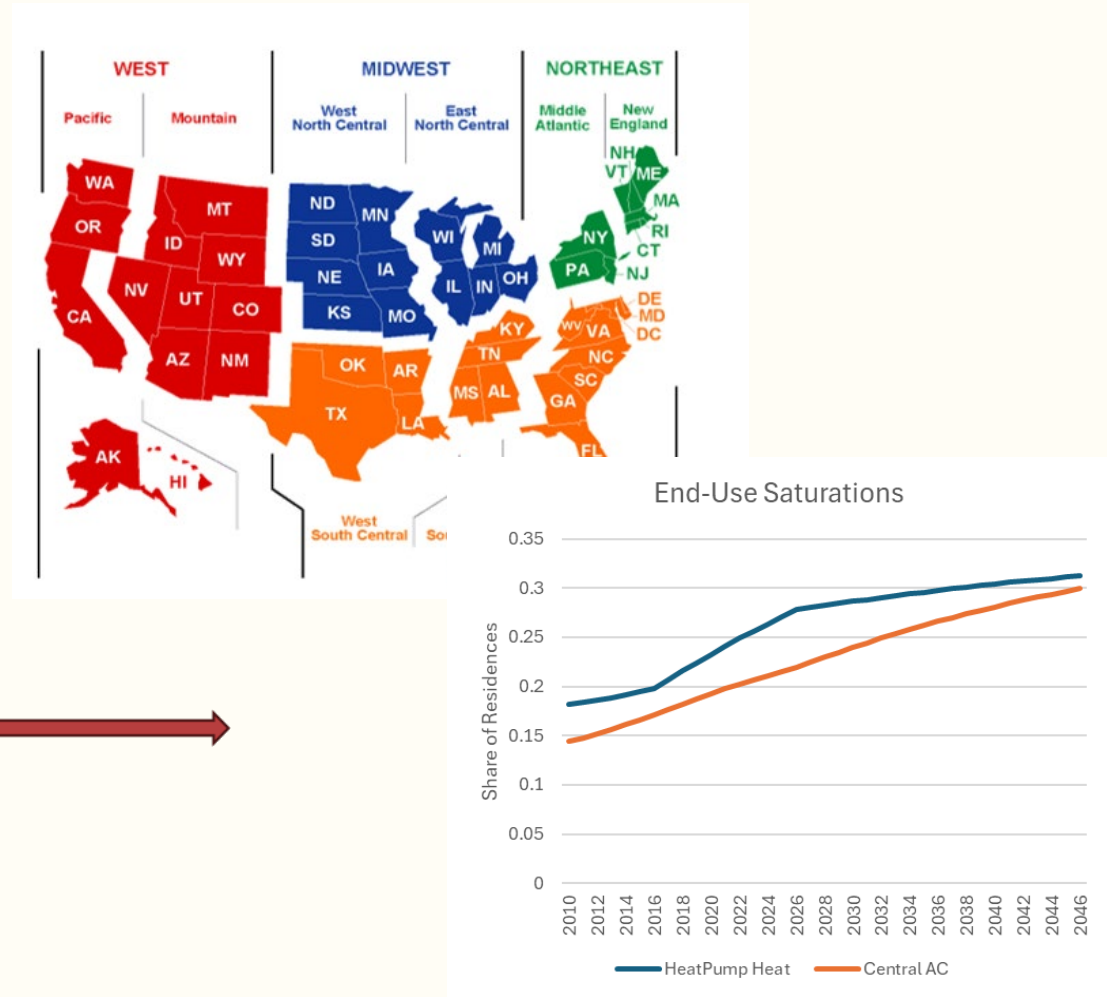 WEST
MIDWEST
NORTHEAST
Pacific
Mountain
West
North Central
East
North Central
Middle
Atlantic
New
England
WA
OR
CA
MT
ID
WY
NV
UT
CO
AZ
NM
AK
HI
ND
MN
SD
NE
IA
KS
MO
WI
MI
IL
IN
OH
NH
VT
ME
MA
RI
CT
NY
PA
NJ
DE
MD
DC
WV
VA
KY
TN
NC
SC
OK
AR
TX
LA
MS
AL
GA
FL
West
South Central
End-Use Saturations
Share of Residences
0.35
0.3
0.25
0.2
0.15
0.1
0.05
0
2010
2012
2014
2016
2018
2020
2022
2024
2026
2028
2030
2032
2034
2036
2038
2040
2042
2044
2046
HeatPump Heat
Central AC